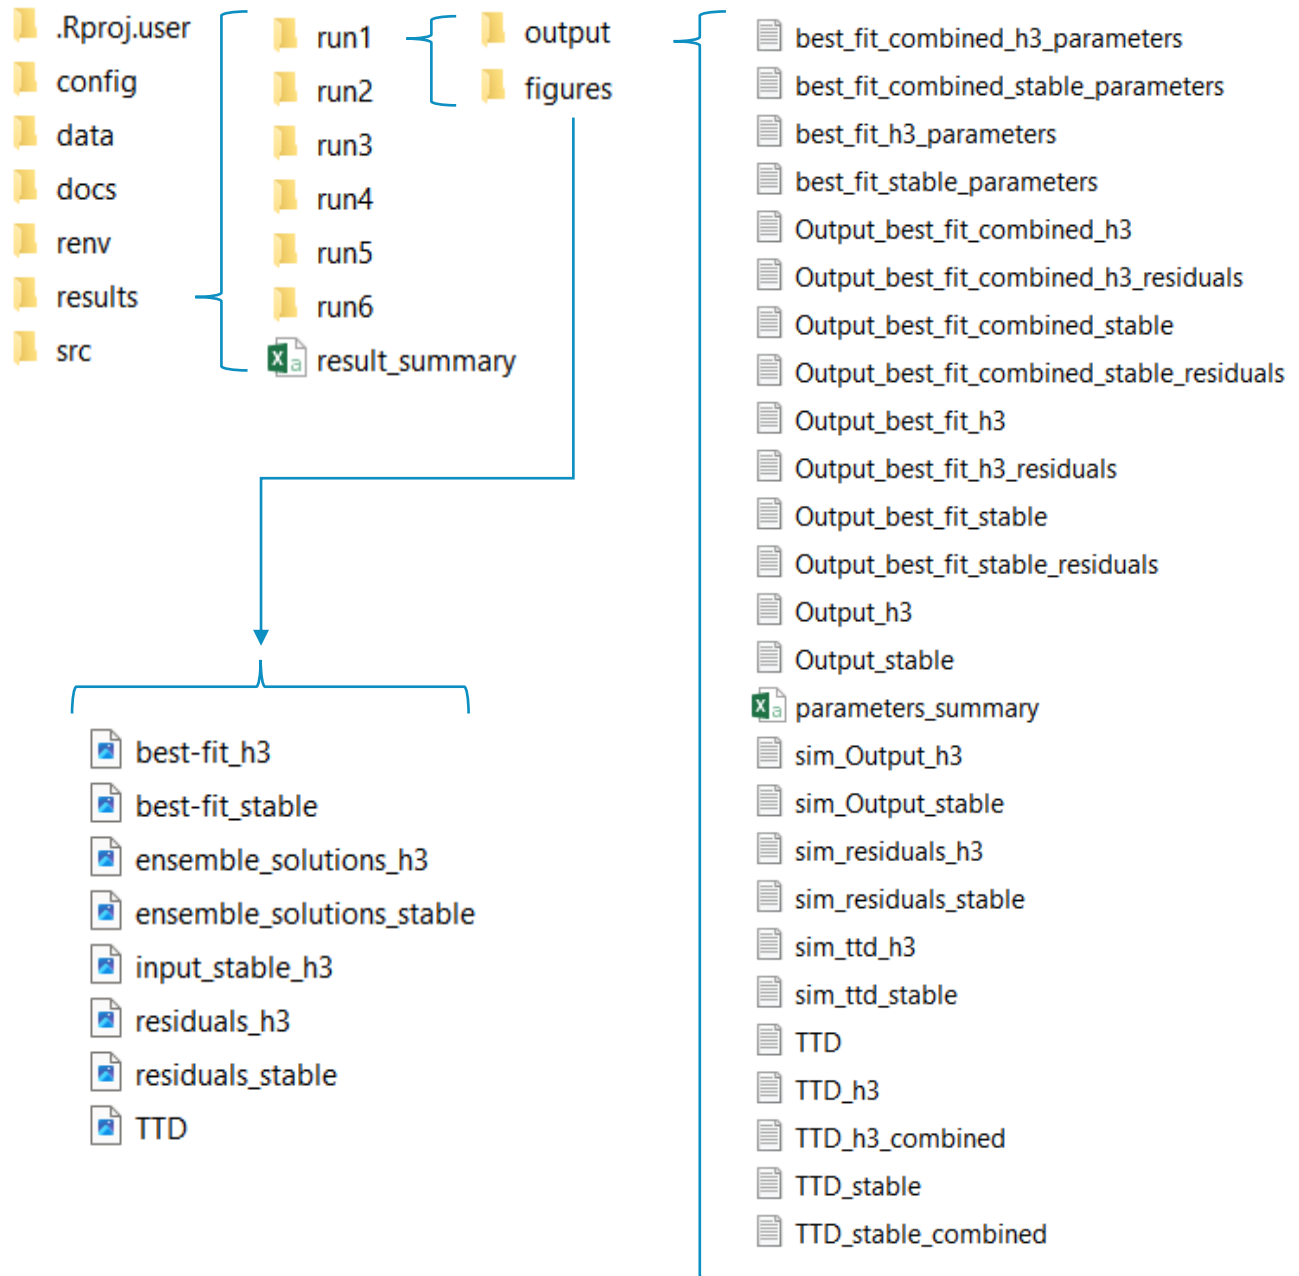 .Rproj.user
config
data
docs
renv
results
src
run1
run2
run3
run4
run5
run6
result_summary
output
figures
best_fit_combined_h3_parameters
best_fit_combined_stable_parameters
best_fit_h3_parameters
best_fit_stable_parameters
Output_best_fit_combined_h3
Output_best_fit_combined_h3_residuals
Output_best_fit_combined_stable
Output_best_fit_combined_stable_residuals
Output_best_fit_h3
Output_best_fit_h3_residuals
Output_best_fit_stable
Output_best_fit_stable_residuals
Output_h3
Output_stable
parameters_summary
sim_Output_h3
sim_Output_stable
sim_residuals_h3
sim_residuals_stable
sim_ttd_h3
sim_ttd_stable
TTD
TTD_h3
TTD_h3_combined
TTD_stable
TTD_stable_combined
best-fit_h3
best-fit_stable
ensemble_solutions_h3
ensemble_solutions_stable
input_stable_h3
residuals_h3
residuals_stable
TTD